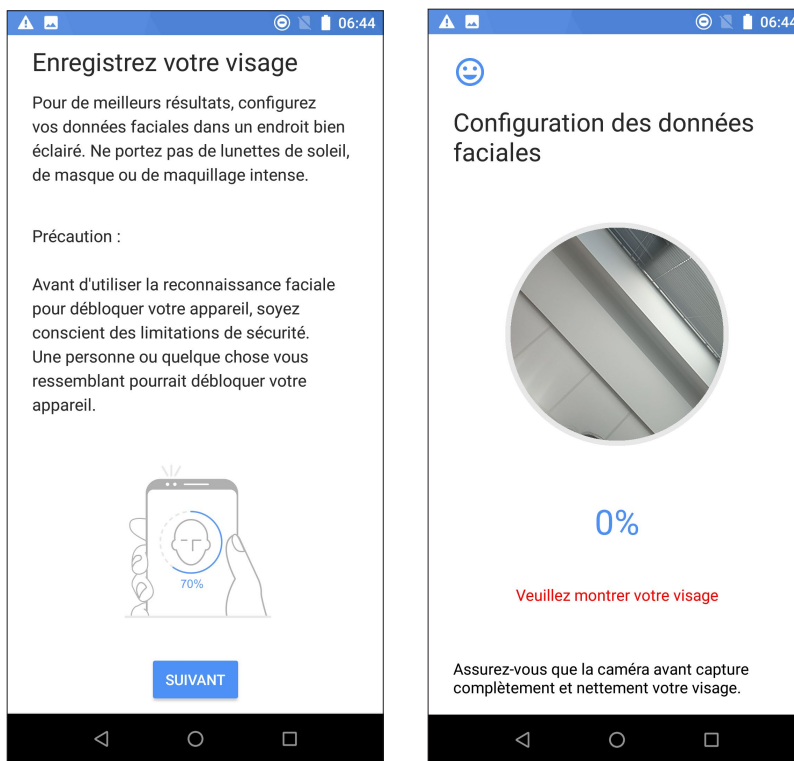 06:44
Enregistrez votre visage
Pour de meilleurs résultats, configurez
vos données faciales dans un endroit bien
éclairé. Ne portez pas de lunettes de soleil,
de masque ou de maquillage intense.
Précaution :
Avant d'utiliser la reconnaissance faciale
pour débloquer votre appareil, soyez
conscient des limitations de sécurité.
Une personne ou quelque chose vous
ressemblant pourrait débloquer votre
appareil.
70%
SUIVANT
06:44
Configuration des données
faciales
0%
Veuillez montrer votre visage
Assurez-vous que la caméra avant capture
complètement et nettement votre visage.